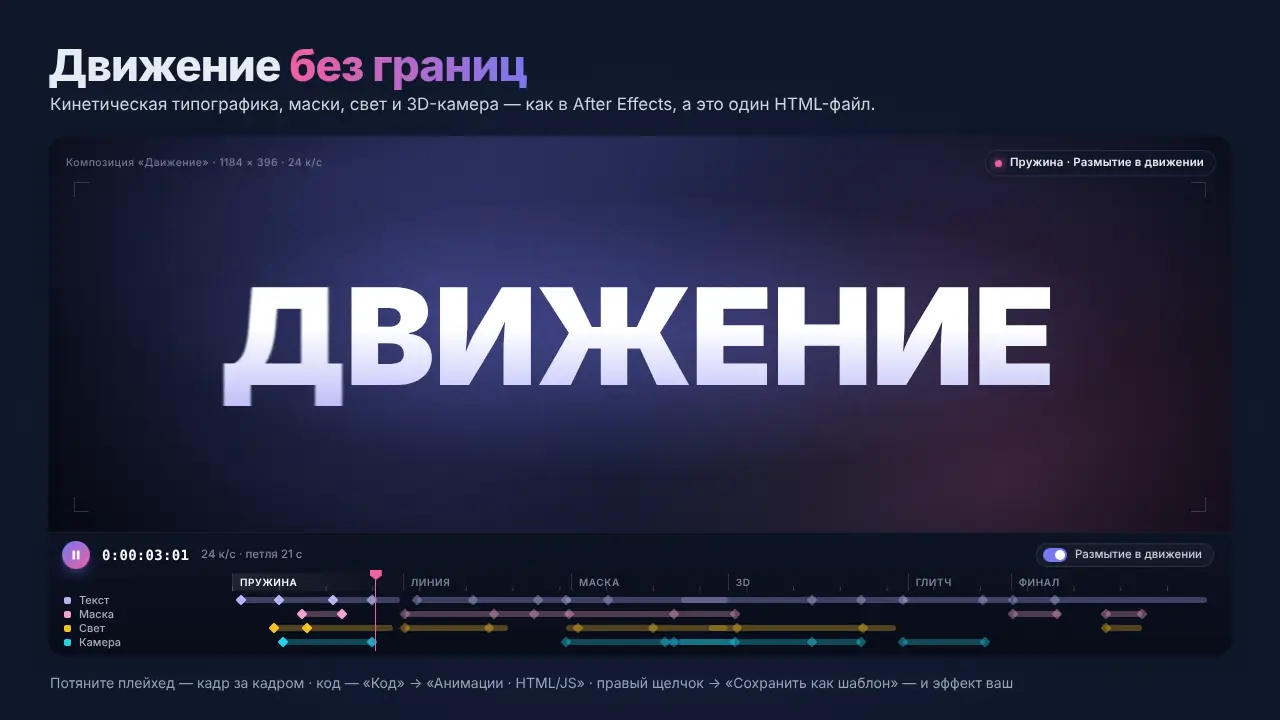 Движение без границ
Кинетическая типографика, маски, свет и 3D-камера — как в After Effects, а это один HTML-файл.
Композиция «Движение» · 1184 × 396 · 24 к/с
Пружина · Размытие в движении
ДВИЖЕНИЕ
0:00:03:01
24 к/с · петля 21 с
Размытие в движении
ПРУЖИНА
ЛИНИЯ
МАСКА
3D
ГЛИТЧ
ФИНАЛ
Текст
Маска
Свет
Камера
Потяните плейхед — кадр за кадром · код — «Код» → «Анимации · HTML/JS» · правый щелчок → «Сохранить как шаблон» — и эффект ваш